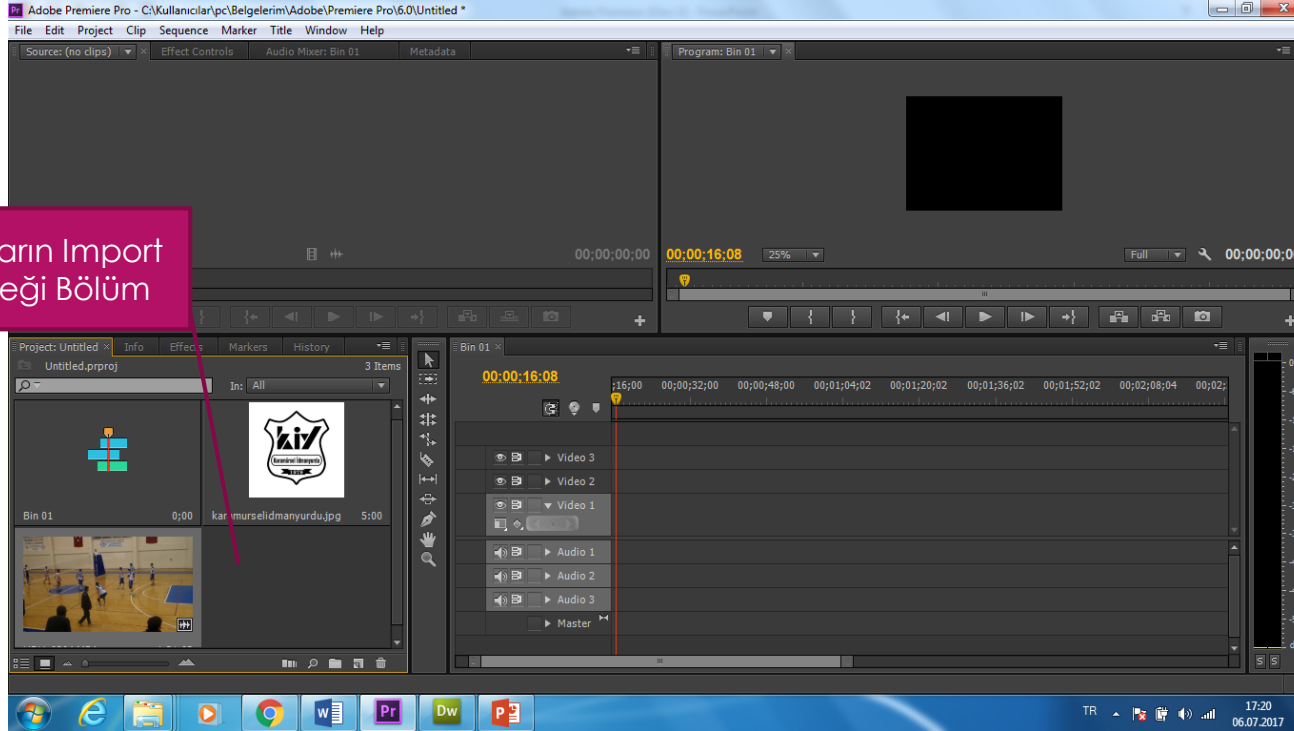 Adobe Premiere Pro - C:\Kullanıcılar\pc\Belgelerim\Adobe\Premiere Pro\6.0\Untitled *
File Edit Project Clip Sequence Marker Title Window Help
Source: (no clips) Effect Controls Audio Mixer: Bin 01 Metadata
Program: Bin 01
Import
Bölüm
00;00;00;00
00;00;16;08 25% Full
Project: Untitled Info Effects Markers History
Untitled.prproj 3 Items
In: All
kiy
1913
Bin 01 0;00
karamurselidmanyurdu.jpg 5:00
Bin 01
00;00;16;08
;16;00 00;00;32;00 00;00;48;00 00;01;04;02 00;01;20;02 00;01;36;02 00;01;52;02 00;02;08;04 00;02;
Video 3
Video 2
Video 1
Audio 1
Audio 2
Audio 3
Master
S S
W Pr Dw P
TR 17:20
06.07.2017